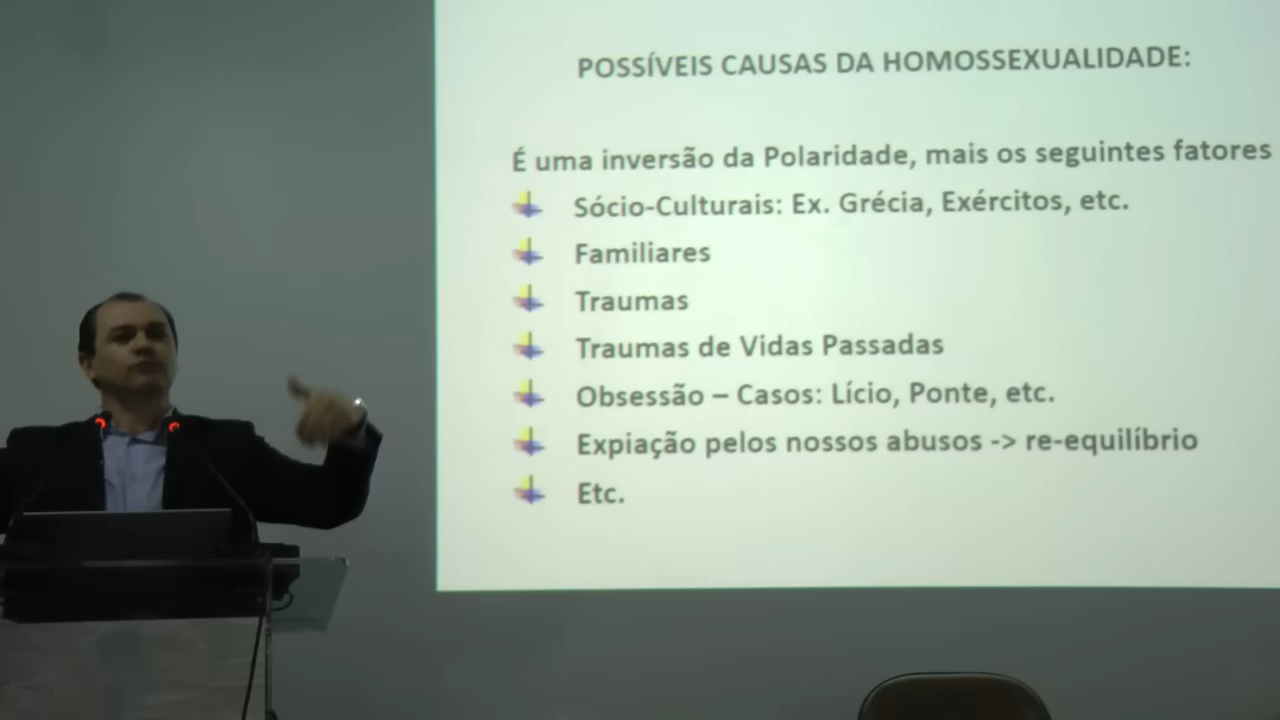 POSSÍVEIS CAUSAS DA HOMOSSEXUALIDADE:
É uma inversão da Polaridade, mais os seguintes fatores
Sócio-Culturais: Ex. Grécia, Exércitos, etc.
Familiares
Traumas
Traumas de Vidas Passadas
Obsessão – Casos: Lício, Ponte, etc.
Expiação pelos nossos abusos -> re-equilíbrio
Etc.